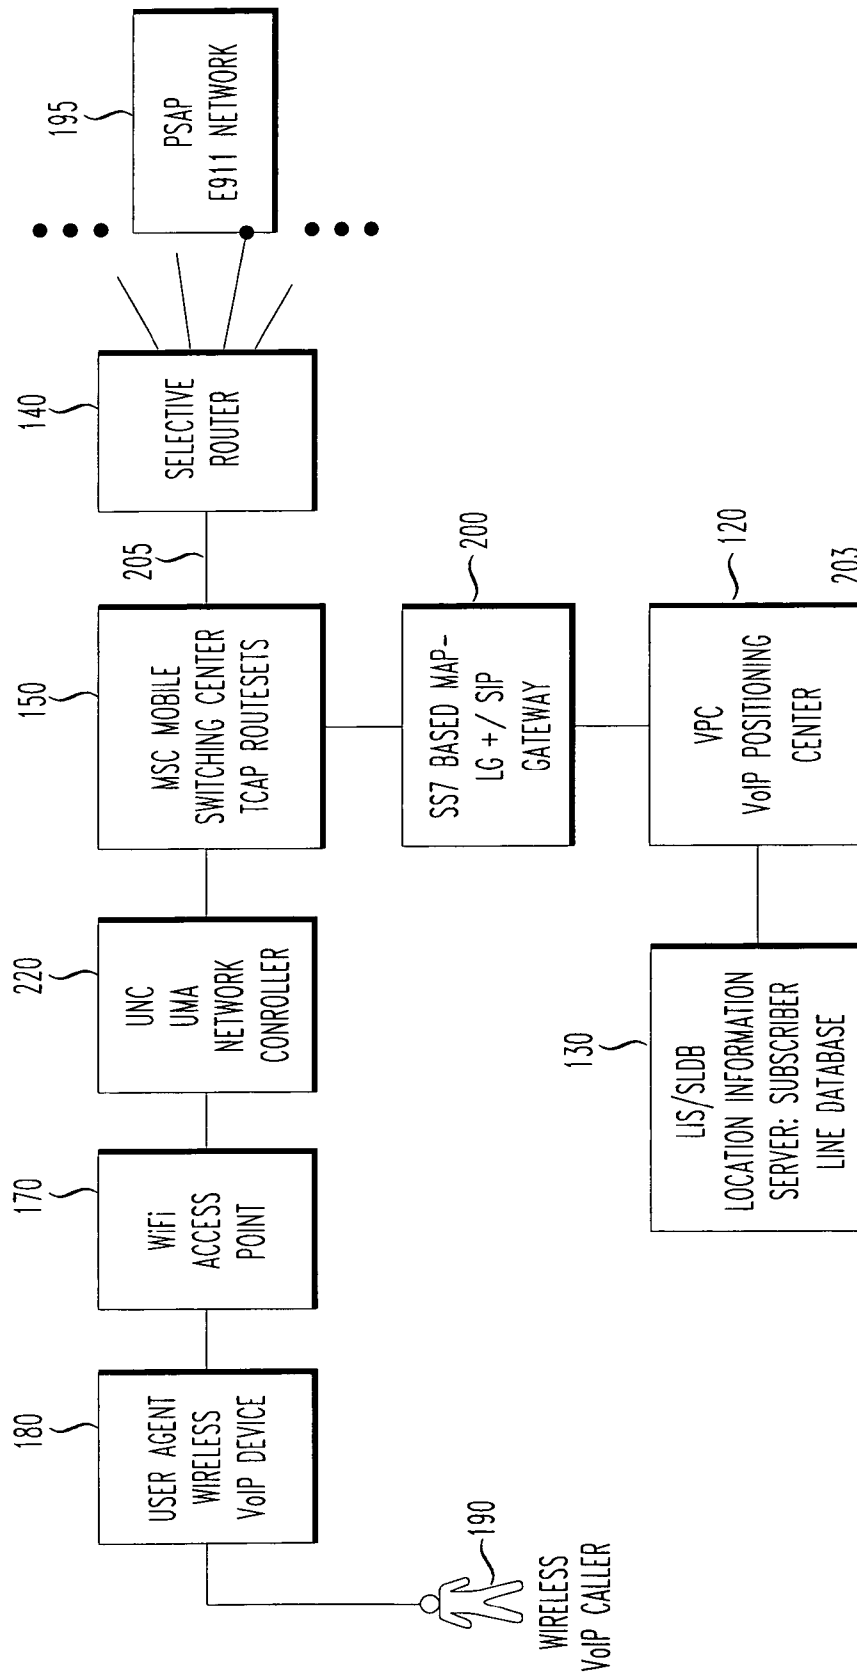 190
WIRELESS
VoIP CALLER
180
USER AGENT
WIRELESS
VoIP DEVICE
170
WiFi
ACCESS
POINT
220
UNC
UMA
NETWORK
CONROLLER
150
MSC MOBILE
SWITCHING CENTER
TCAP ROUTESETS
205
140
SELECTIVE
ROUTER
195
PSAP
E911 NETWORK
200
SS7 BASED MAP-
LG +/ SIP
GATEWAY
130
LIS/SLDB
LOCATION INFORMATION
SERVER: SUBSCRIBER
LINE DATABASE
120
VPC
VoIP POSITIONING
CENTER
203